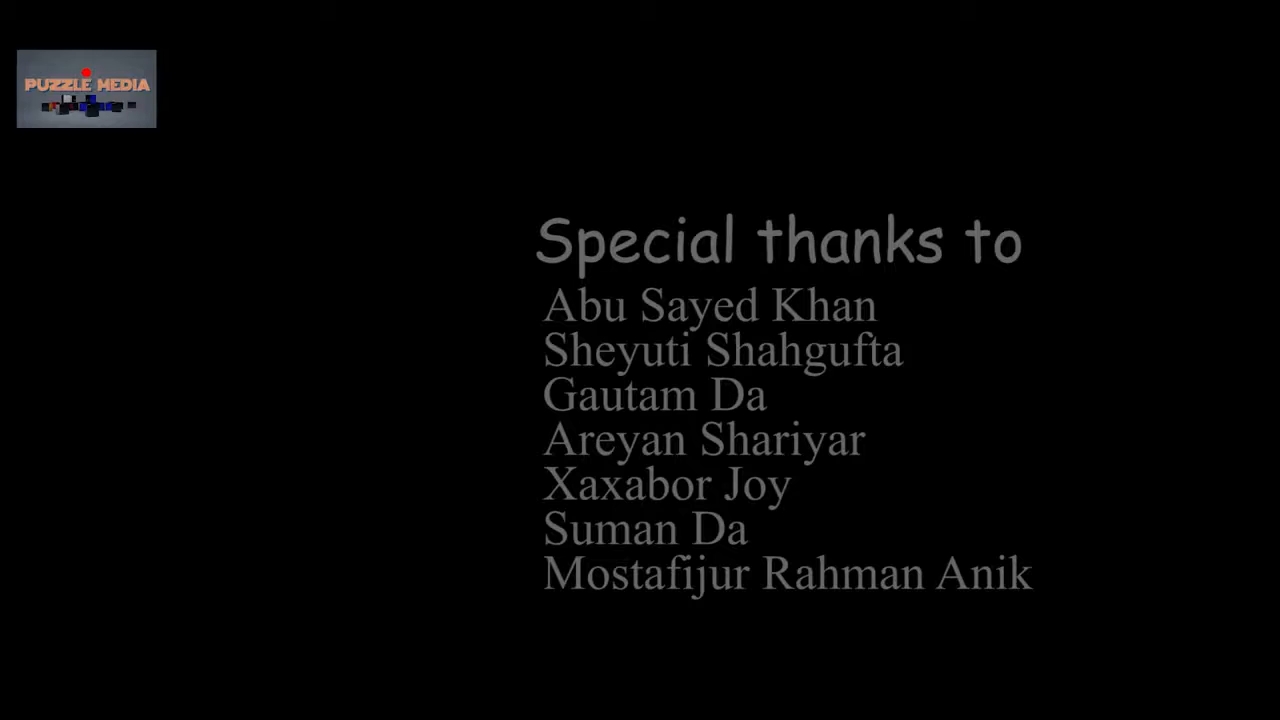 PUZZLE MEDIA
Special thanks to
Abu Sayed Khan
Sheyuti Shahgufta
Gautam Da
Areyan Shariyar
Xaxabor Joy
Suman Da
Mostafijur Rahman Anik